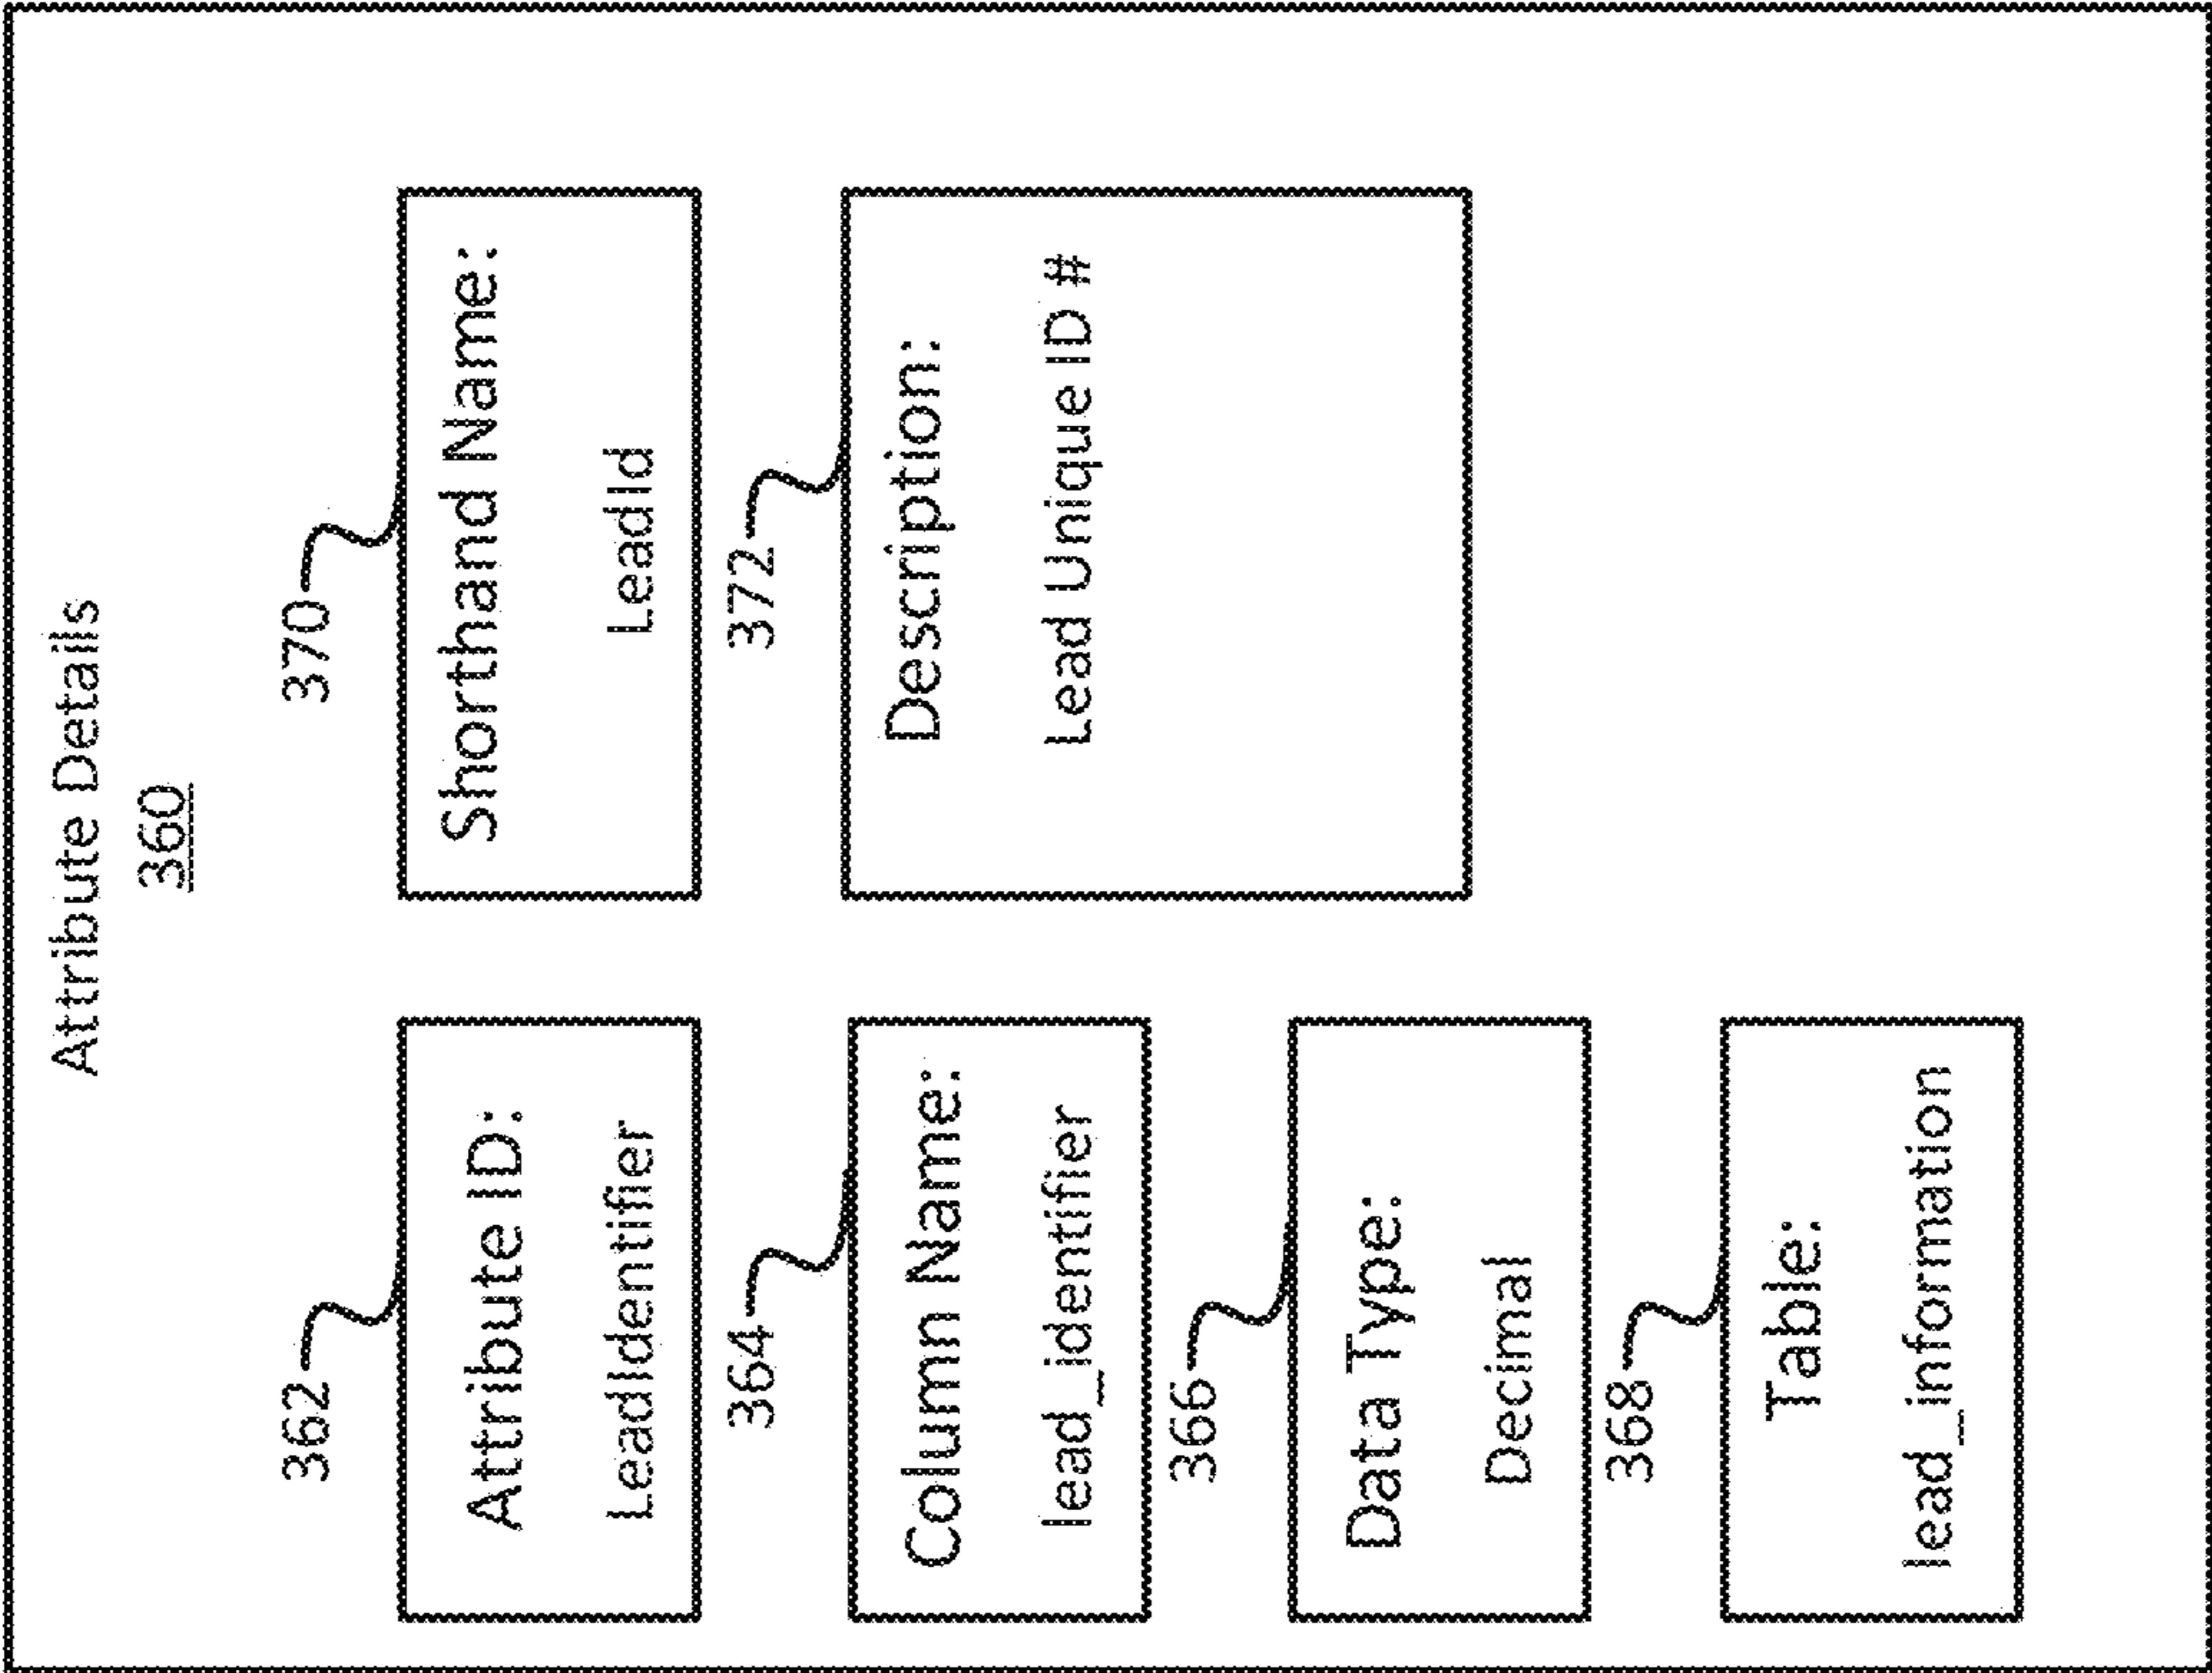 Attribute Details
360
362
Attribute ID:
LeadIdentifier
364
Column Name:
lead_identifier
366
Data Type:
Decimal
368
Table:
lead_information
370
Shorthand Name:
LeadId
372
Description:
Lead Unique ID #